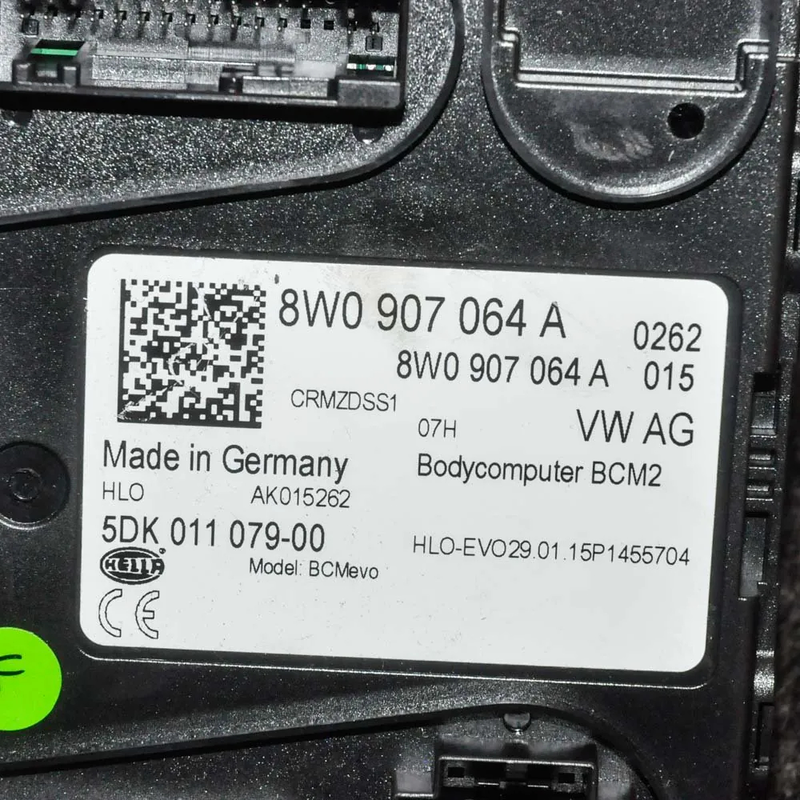 8W0 907 064 A 0262
8W0 907 064 A 015
CRMZDSS1
07H VW AG
Made in Germany Bodycomputer BCM2
HLO AK015262
5DK 011 079-00 HLO-EVO29.01.15P1455704
HELLA Model: BCMevo
CE